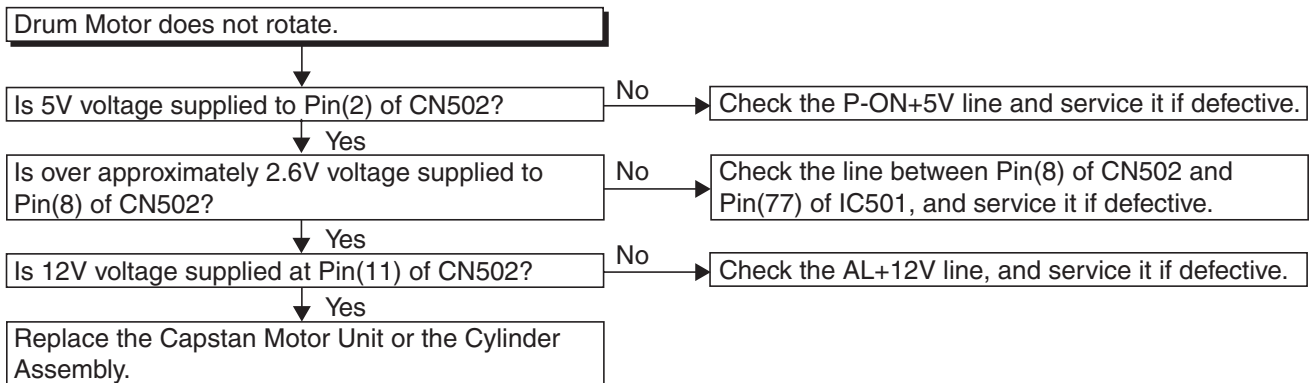 Drum Motor does not rotate.
Is 5V voltage supplied to Pin(2) of CN502?
No
Check the P-ON+5V line and service it if defective.
Yes
Is over approximately 2.6V voltage supplied to
Pin(8) of CN502?
No
Check the line between Pin(8) of CN502 and
Pin(77) of IC501, and service it if defective.
Yes
Is 12V voltage supplied at Pin(11) of CN502?
No
Check the AL+12V line, and service it if defective.
Yes
Replace the Capstan Motor Unit or the Cylinder
Assembly.